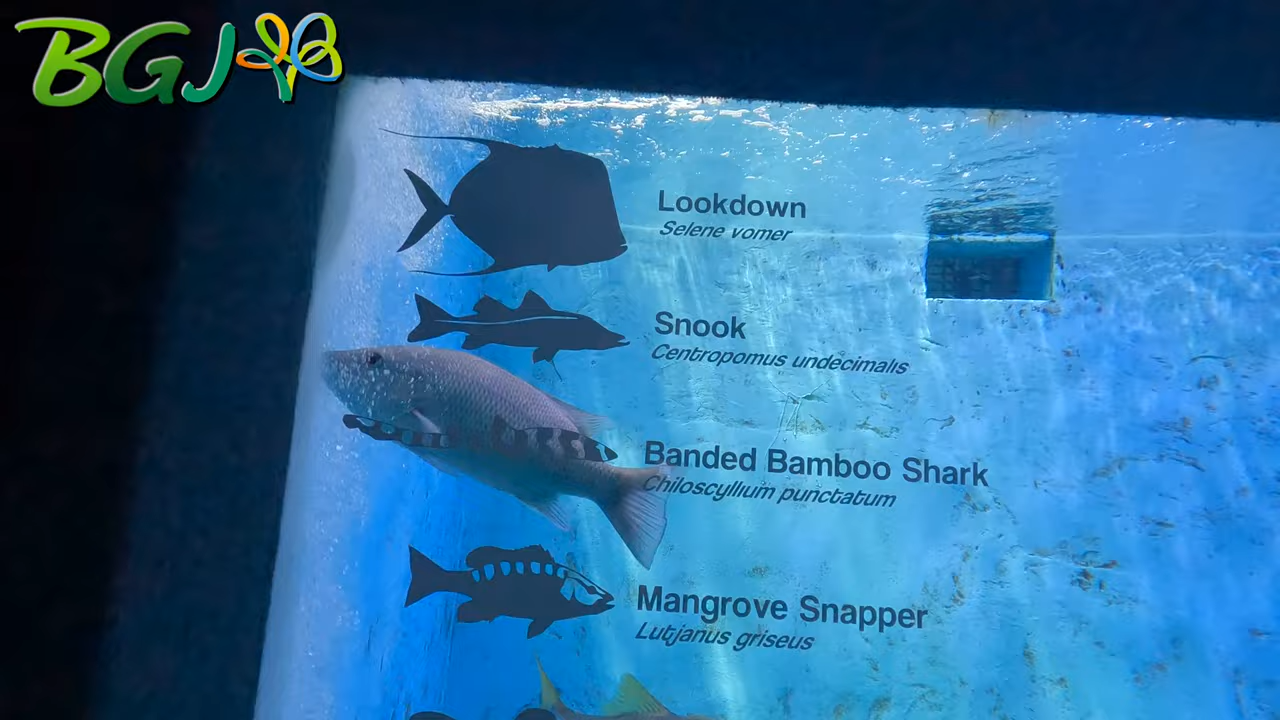 BGJ
Lookdown
Selene vomer
Snook
Centropomus undecimalis
Banded Bamboo Shark
Chiloscyllium punctatum
Mangrove Snapper
Lutjanus griseus